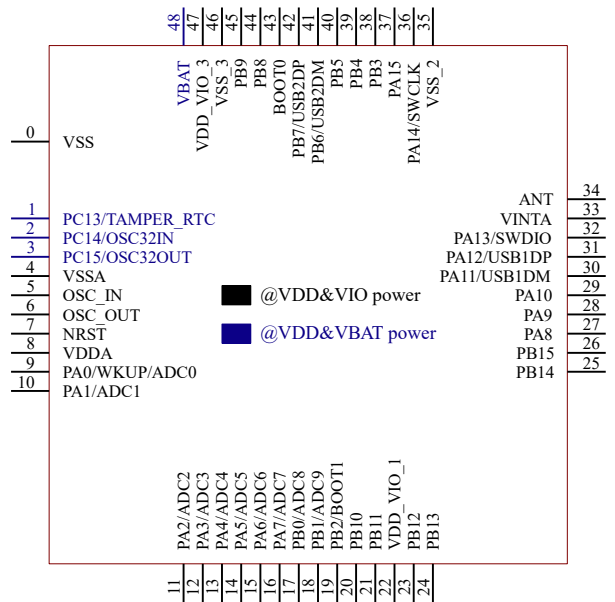 48 47 46 45 44 43 42 41 40 39 38 37 36 35
VBAT
VDD_VIO_3
VSS_3
PB9
PB8
BOOT0
PB7/USB2DP
PB6/USB2DM
PB5
PB4
PB3
PA15
PA14/SWCLK
VSS_2
0 VSS
1 PC13/TAMPER_RTC
2 PC14/OSC32IN
3 PC15/OSC32OUT
4 VSSA
5 OSC_IN
6 OSC_OUT
7 NRST
8 VDDA
9 PA0/WKUP/ADC0
10 PA1/ADC1
@VDD&VIO power
@VDD&VBAT power
ANT 34
VINTA 33
PA13/SWDIO 32
PA12/USB1DP 31
PA11/USB1DM 30
PA10 29
PA9 28
PA8 27
PB15 26
PB14 25
PA2/ADC2
PA3/ADC3
PA4/ADC4
PA5/ADC5
PA6/ADC6
PA7/ADC7
PB0/ADC8
PB1/ADC9
PB2/BOOT1
PB10
PB11
VDD_VIO_1
PB12
PB13
11 12 13 14 15 16 17 18 19 20 21 22 23 24